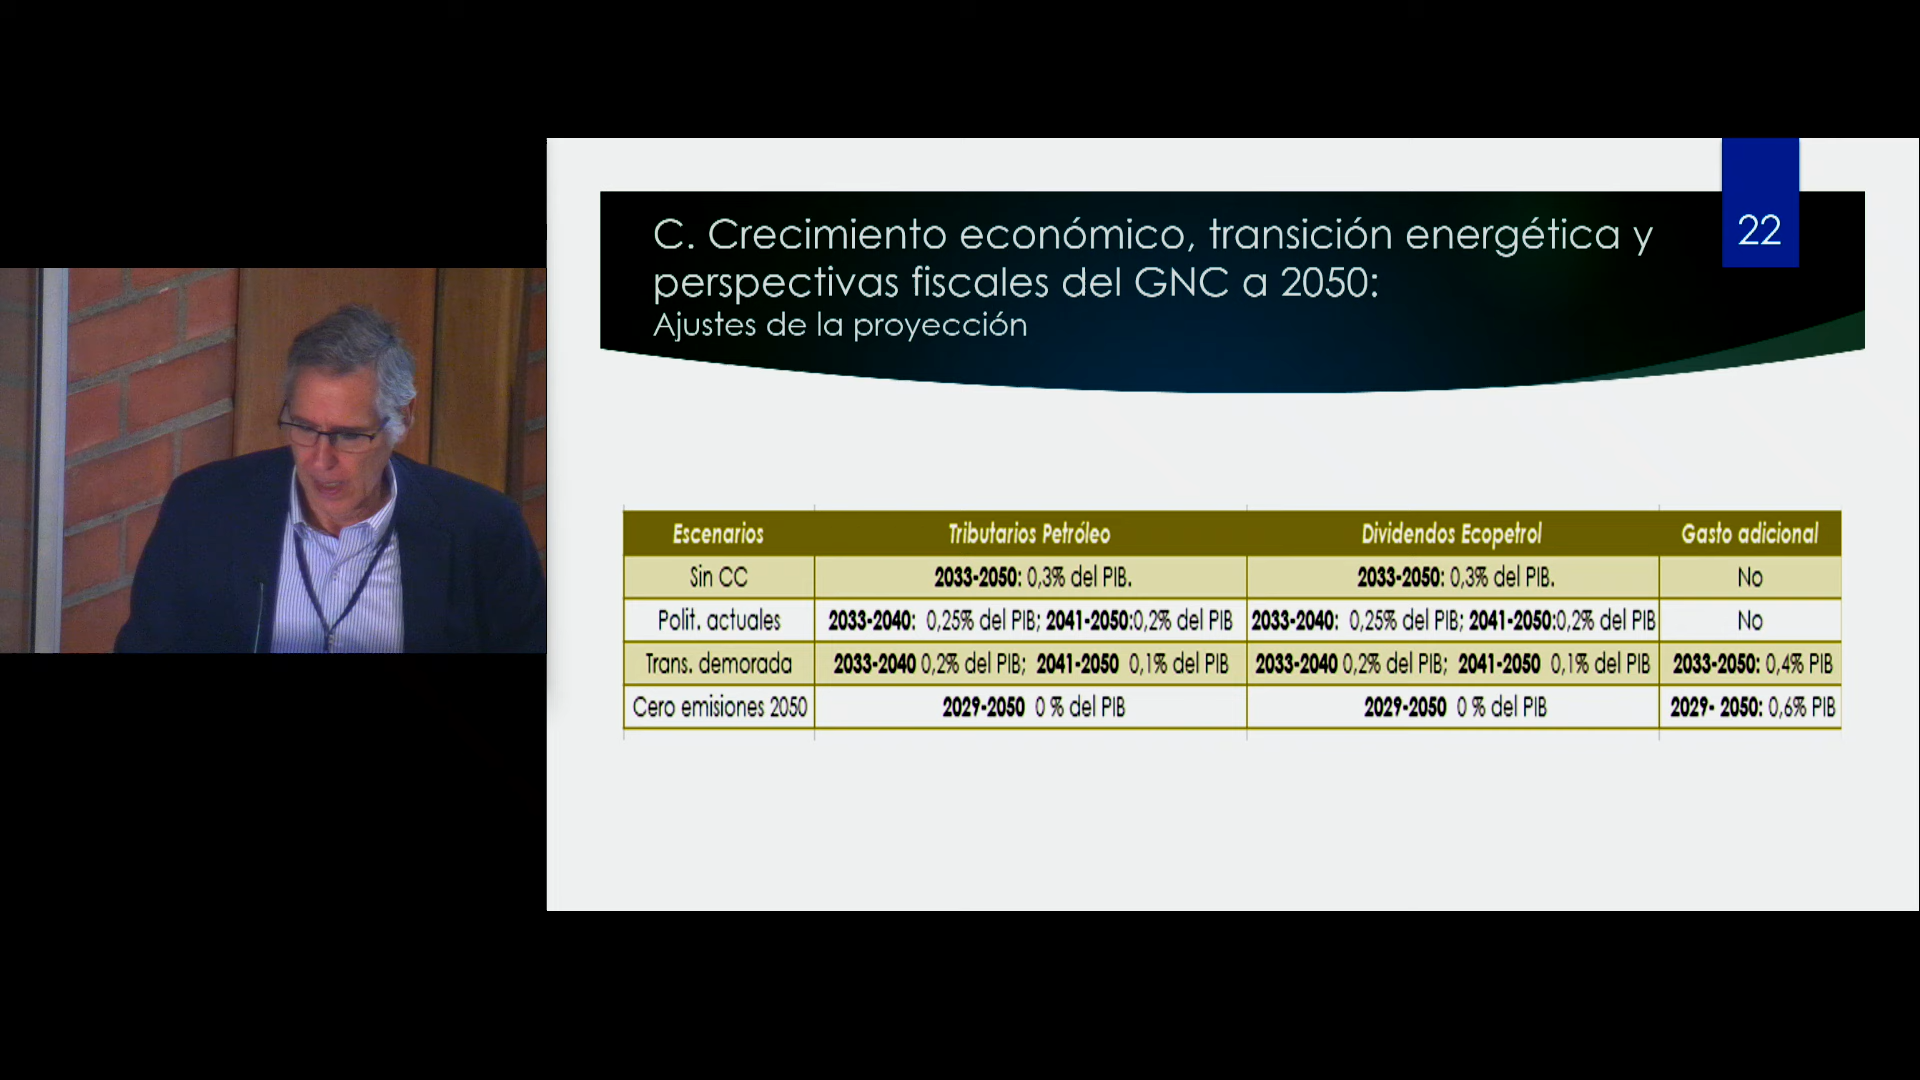 22
C. Crecimiento económico, transición energética y
perspectivas fiscales del GNC a 2050:
Ajustes de la proyección
Escenarios Tributarios Petróleo Dividendos Ecopetrol Gasto adicional
Sin CC 2033-2050: 0,3% del PIB. 2033-2050: 0,3% del PIB. No
Polit. actuales 2033-2040: 0,25% del PIB; 2041-2050:0,2% del PIB 2033-2040: 0,25% del PIB; 2041-2050:0,2% del PIB No
Trans. demorada 2033-2040 0,2% del PIB; 2041-2050 0,1% del PIB 2033-2040 0,2% del PIB; 2041-2050 0,1% del PIB 2033-2050: 0,4% PIB
Cero emisiones 2050 2029-2050 0 % del PIB 2029-2050 0 % del PIB 2029- 2050: 0,6% PIB